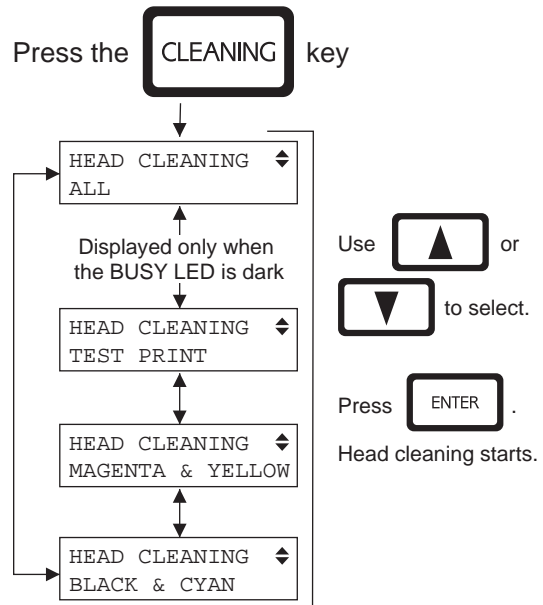 Press the CLEANING key
HEAD CLEANING
ALL
Displayed only when
the BUSY LED is dark
HEAD CLEANING
TEST PRINT
HEAD CLEANING
MAGENTA & YELLOW
HEAD CLEANING
BLACK & CYAN
Use or
to select.
Press ENTER .
Head cleaning starts.